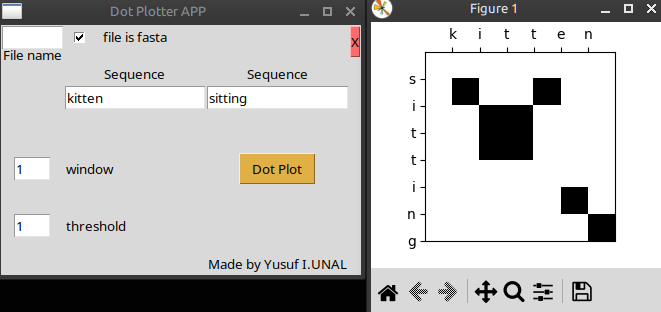 Dot Plotter APP
file is fasta
X
File name
Sequence Sequence
kitten sitting
1 window Dot Plot
1 threshold
Made by Yusuf I.UNAL
Figure 1
k i t t e n
s
i
t
t
i
n
g